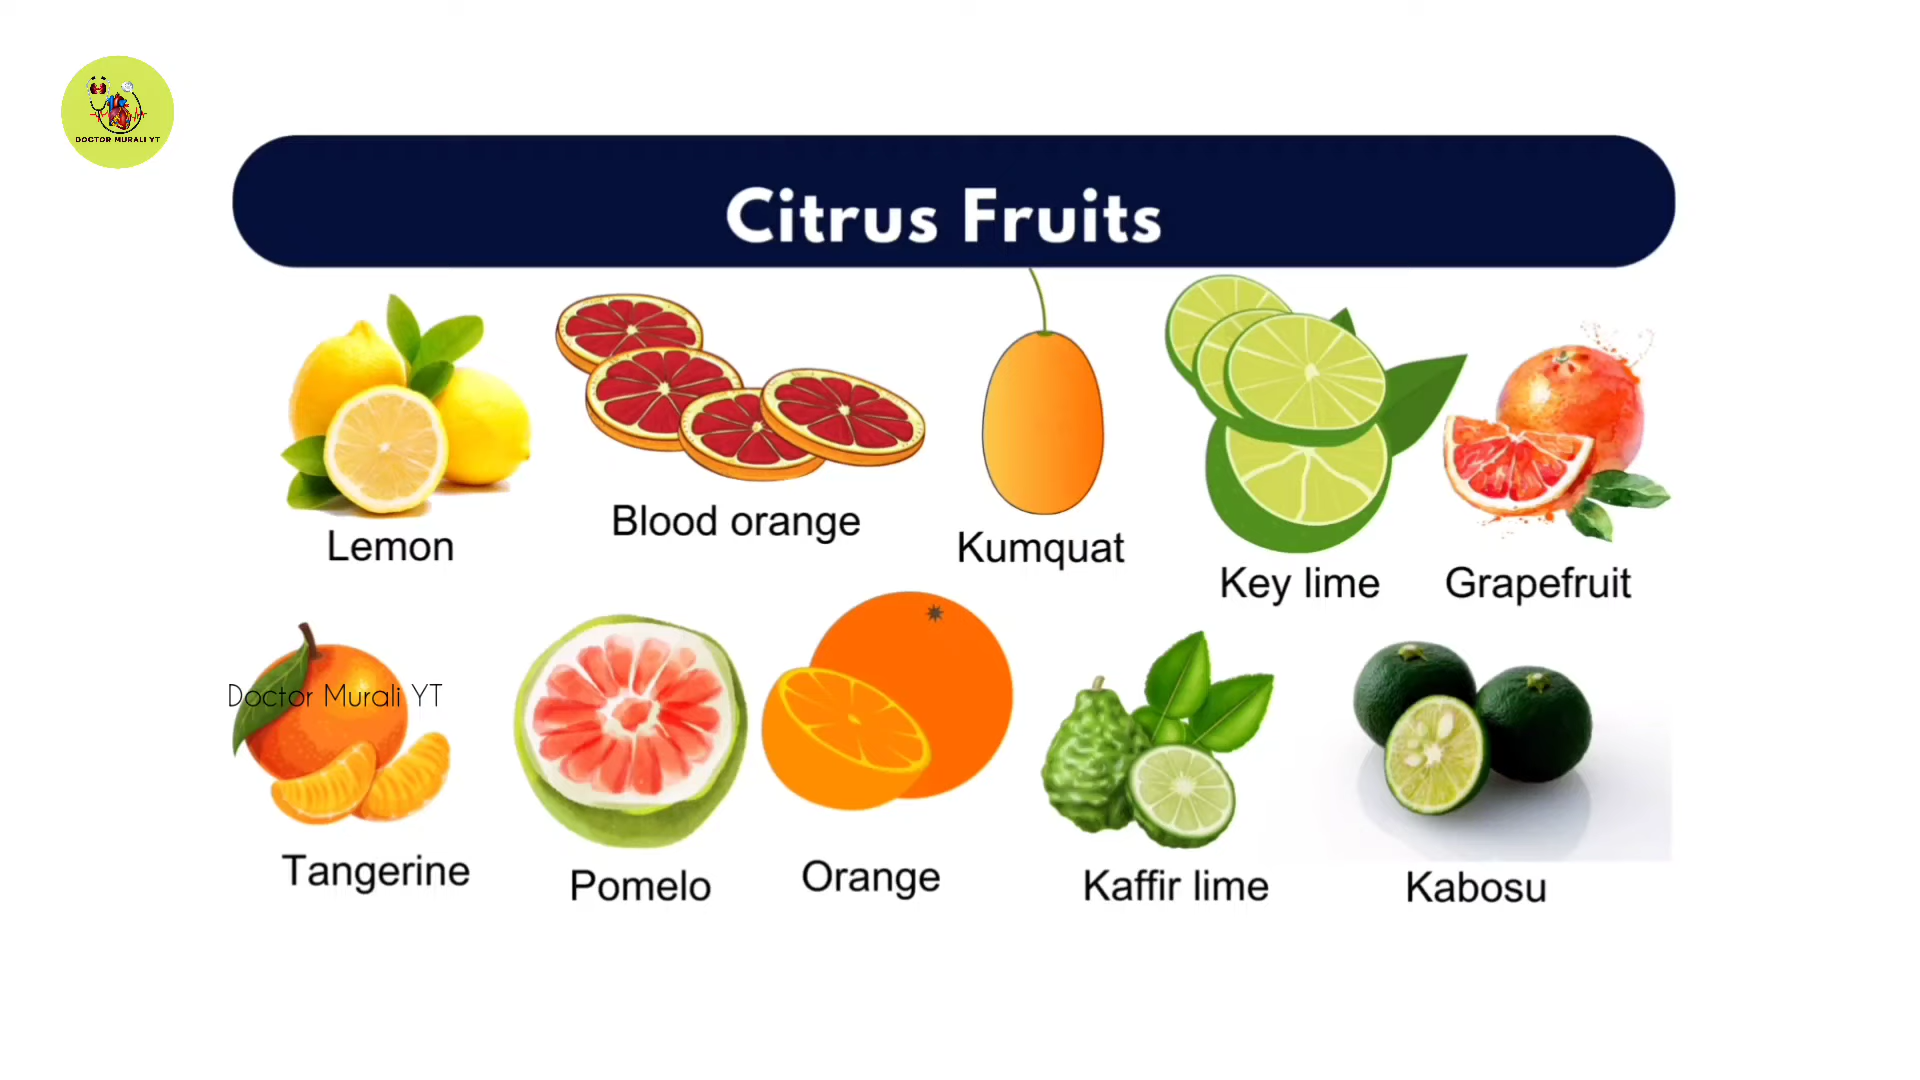 DOCTOR MURALI YT
Citrus Fruits
Lemon
Blood orange
Kumquat
Key lime
Grapefruit
Doctor Murali YT
Tangerine
Pomelo
Orange
Kaffir lime
Kabosu